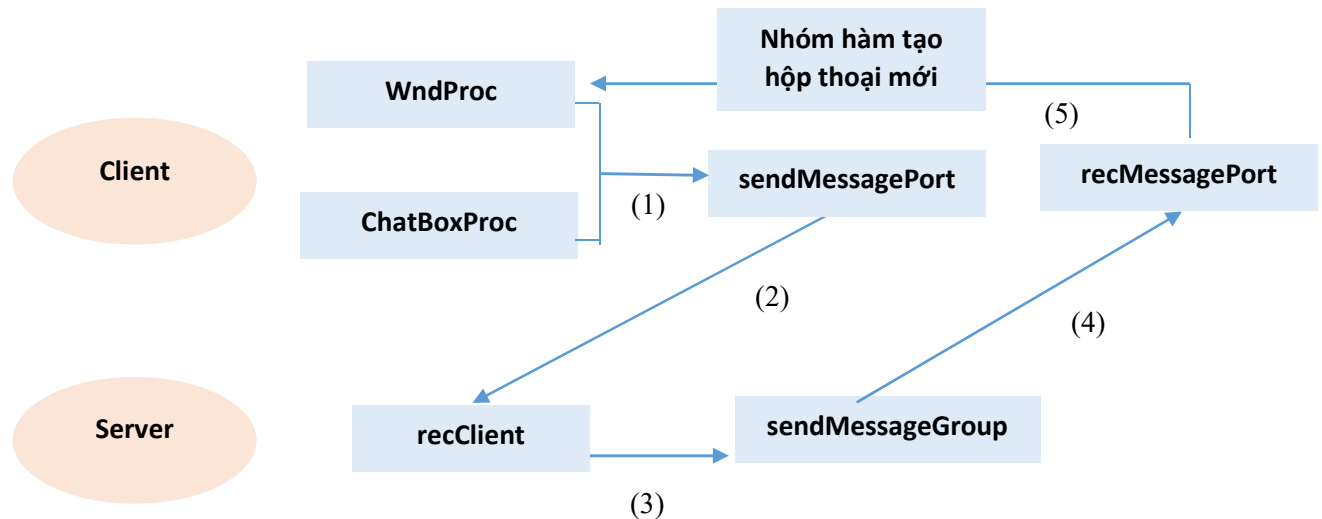 Nhóm hàm tạo
hộp thoại mới
WndProc
(5)
Client
sendMessagePort
recMessagePort
(1)
ChatBoxProc
(2)
(4)
Server
recClient
sendMessageGroup
(3)